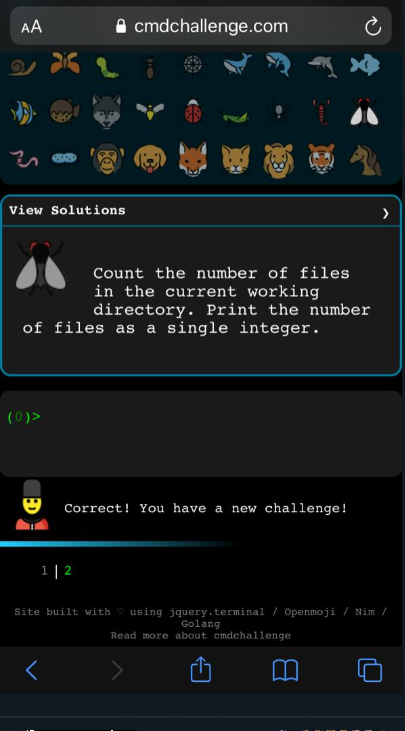 AA cmdchallenge.com
View Solutions ❯
Count the number of files
in the current working
directory. Print the number
of files as a single integer.
(0)>
Correct! You have a new challenge!
1 | 2
Site built with ♡ using jquery.terminal / Openmoji / Nim /
Golang
Read more about cmdchallenge